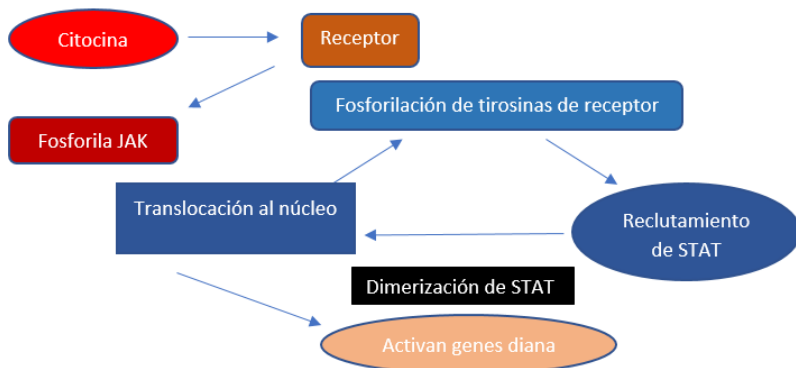 Citocina
Receptor
Fosforila JAK
Fosforilación de tirosinas de receptor
Reclutamiento
de STAT
Dimerización de STAT
Translocación al núcleo
Activan genes diana